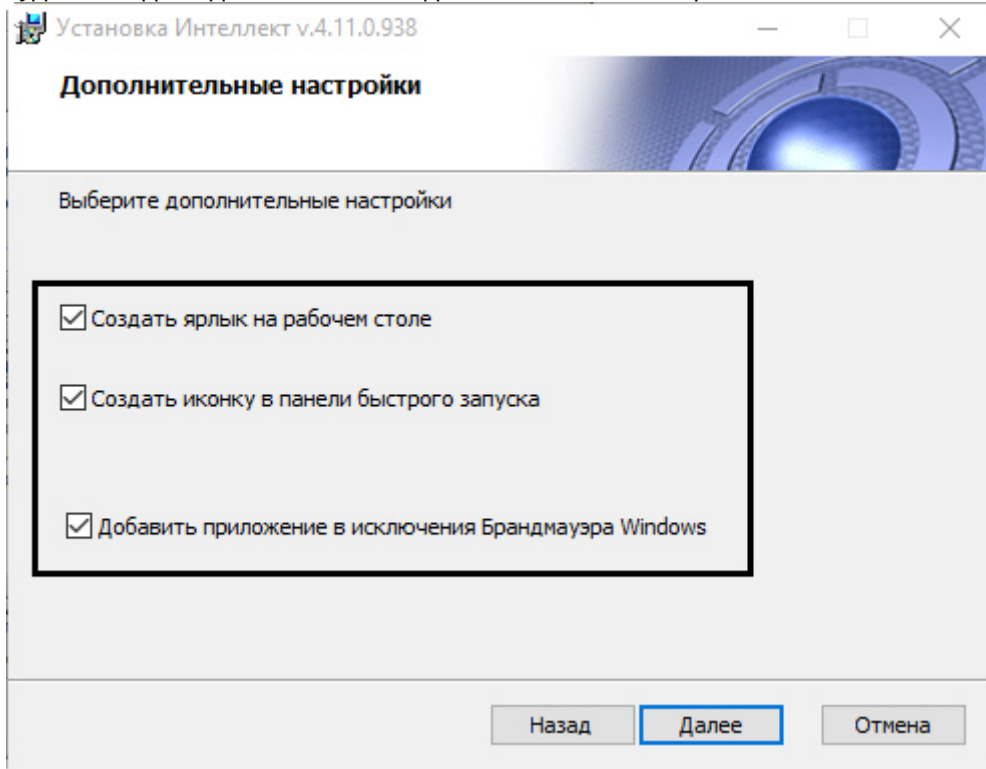 Установка Интеллект v.4.11.0.938
Дополнительные настройки
Выберите дополнительные настройки
Создать ярлык на рабочем столе
Создать иконку в панели быстрого запуска
Добавить приложение в исключения Брандмауэра Windows
Назад Далее Отмена